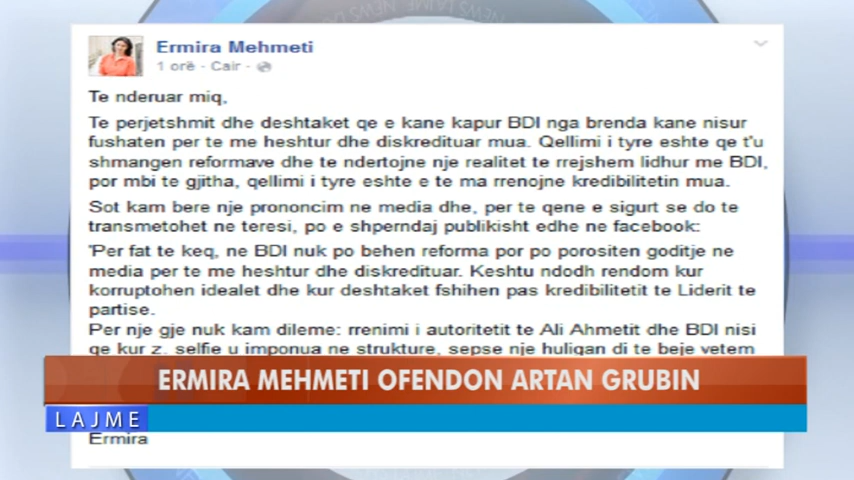 Ermira Mehmeti
1 orë · Cair ·
Te nderuar miq,
Te perjetshmit dhe deshtaket qe e kane kapur BDI nga brenda kane nisur
fushaten per te me heshtur dhe diskredituar mua. Qellimi i tyre eshte qe t'u
shmangen reformave dhe te ndertojne nje realitet te rrejshem lidhur me BDI,
por mbi te gjitha, qellimi i tyre eshte e te ma rrenojne kredibilitetin mua.
Sot kam bere nje prononcim ne media dhe, per te qene e sigurt se do te
transmetohet ne teresi, po e shperndaj publikisht edhe ne facebook:
"Per fat te keq, ne BDI nuk po behen reforma por po porositen goditje ne
media per te me heshtur dhe diskredituar. Keshtu ndodh rendom kur
korruptohen idealet dhe kur deshtaket fshihen pas kredibilitetit te Liderit te
partise.
Per nje gje nuk kam dileme: rrenimi i autoritetit te Ali Ahmetit dhe BDI nisi
qe kur z. selfie u imponua ne strukture, sepse nje huligan di te beje vetem
ERMIRA MEHMETI OFENDON ARTAN GRUBIN
LAJME
Ermira